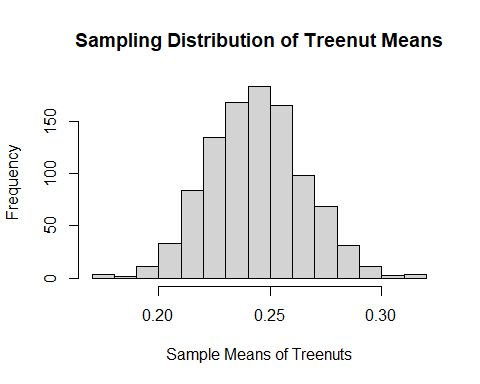 Sampling Distribution of Treenut Means
Frequency
150
100
50
0
0.20 0.25 0.30
Sample Means of Treenuts